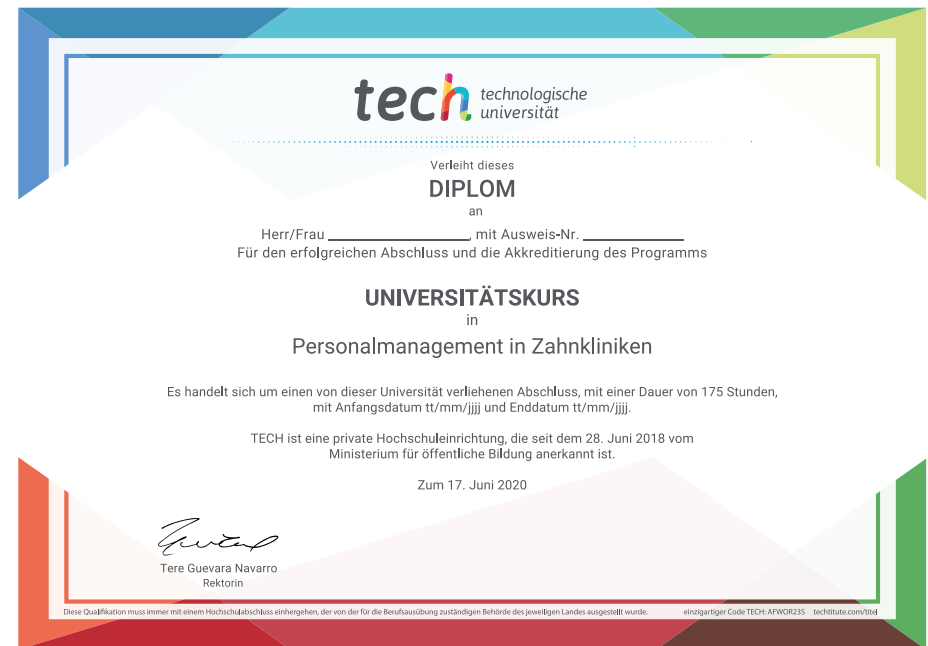 tech technologische
universität
Verleiht dieses
DIPLOM
an
Herr/Frau ____________________, mit Ausweis-Nr. ______________
Für den erfolgreichen Abschluss und die Akkreditierung des Programms
UNIVERSITÄTSKURS
in
Personalmanagement in Zahnkliniken
Es handelt sich um einen von dieser Universität verliehenen Abschluss, mit einer Dauer von 175 Stunden,
mit Anfangsdatum tt/mm/jjjj und Enddatum tt/mm/jjjj.
TECH ist eine private Hochschuleinrichtung, die seit dem 28. Juni 2018 vom
Ministerium für öffentliche Bildung anerkannt ist.
Zum 17. Juni 2020
Tere Guevara Navarro
Rektorin
Diese Qualifikation muss immer mit einem Hochschulabschluss einhergehen, der von der für die Berufsausübung zuständigen Behörde des jeweiligen Landes ausgestellt wurde. einzigartiger Code TECH: AFWOR23S techtitute.com/titel